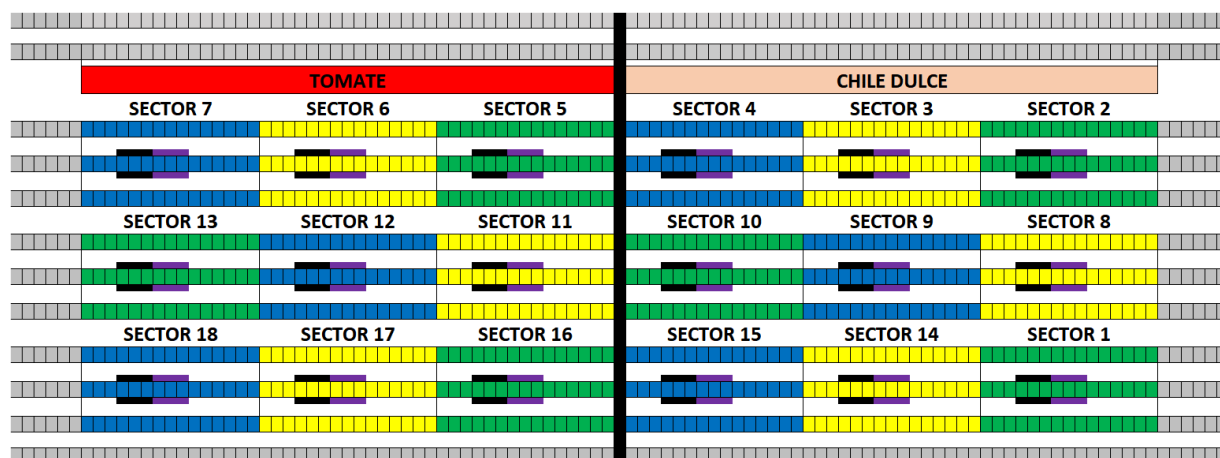 TOMATE CHILE DULCE
SECTOR 7 SECTOR 6 SECTOR 5 SECTOR 4 SECTOR 3 SECTOR 2
SECTOR 13 SECTOR 12 SECTOR 11 SECTOR 10 SECTOR 9 SECTOR 8
SECTOR 18 SECTOR 17 SECTOR 16 SECTOR 15 SECTOR 14 SECTOR 1